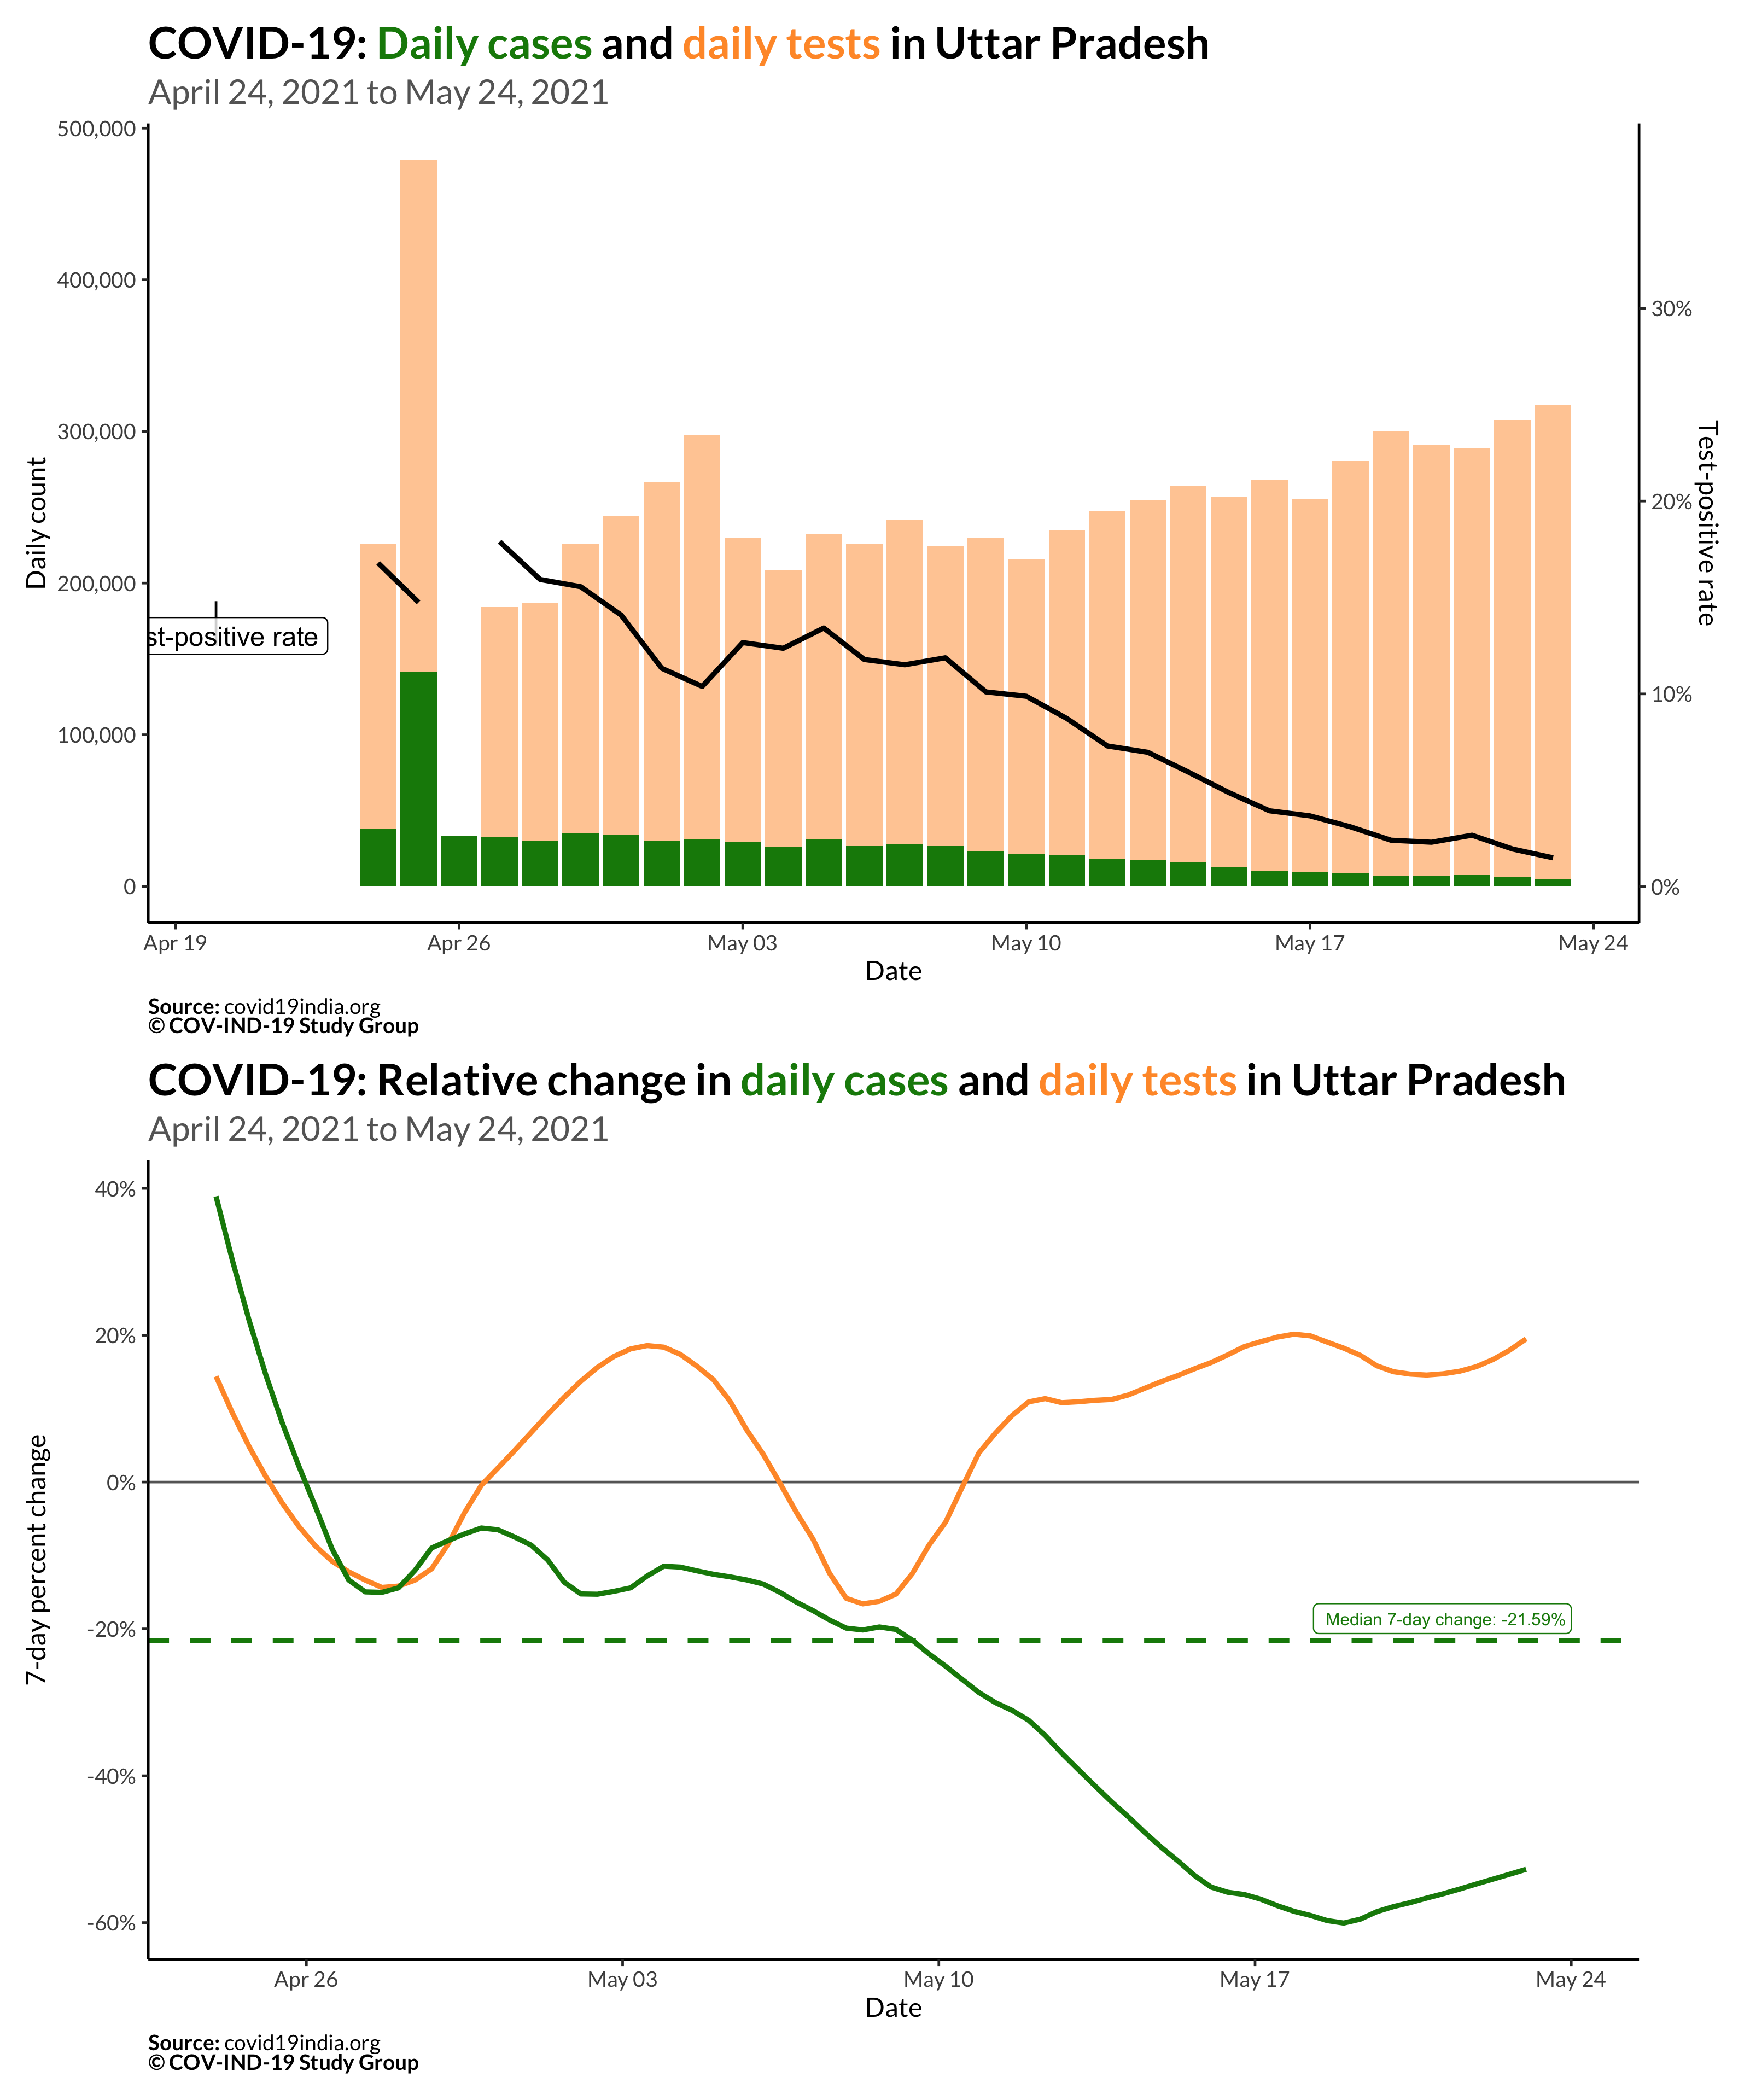 COVID-19: Daily cases and daily tests in Uttar Pradesh
April 24, 2021 to May 24, 2021
500,000
400,000
300,000
200,000
100,000
0
Daily count
st-positive rate
30%
20%
10%
0%
Test-positive rate
Apr 19
Apr 26
May 03
May 10
May 17
May 24
Date
Source: covid19india.org
© COV-IND-19 Study Group
COVID-19: Relative change in daily cases and daily tests in Uttar Pradesh
April 24, 2021 to May 24, 2021
40%
20%
0%
-20%
-40%
-60%
7-day percent change
Median 7-day change: -21.59%
Apr 26
May 03
May 10
May 17
May 24
Date
Source: covid19india.org
© COV-IND-19 Study Group